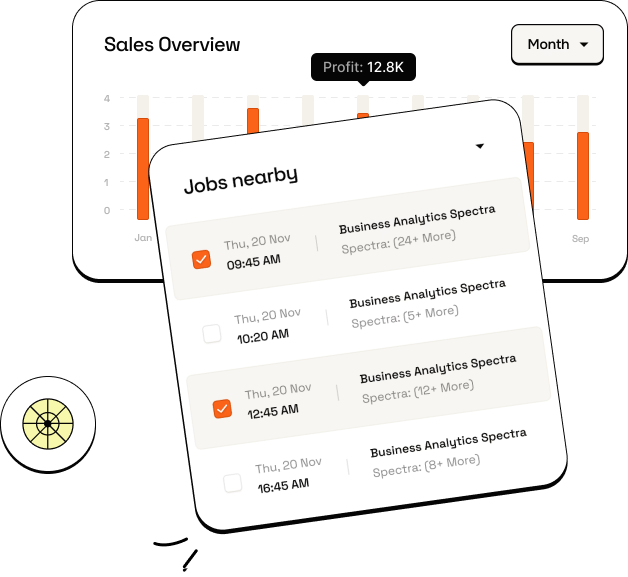 Sales Overview
Month
Profit: 12.8K
4
3
2
1
0
Jan
Sep
Jobs nearby
Thu, 20 Nov
09:45 AM
Business Analytics Spectra
Spectra: (24+ More)
Thu, 20 Nov
10:20 AM
Business Analytics Spectra
Spectra: (5+ More)
Thu, 20 Nov
12:45 AM
Business Analytics Spectra
Spectra: (12+ More)
Thu, 20 Nov
16:45 AM
Business Analytics Spectra
Spectra: (8+ More)